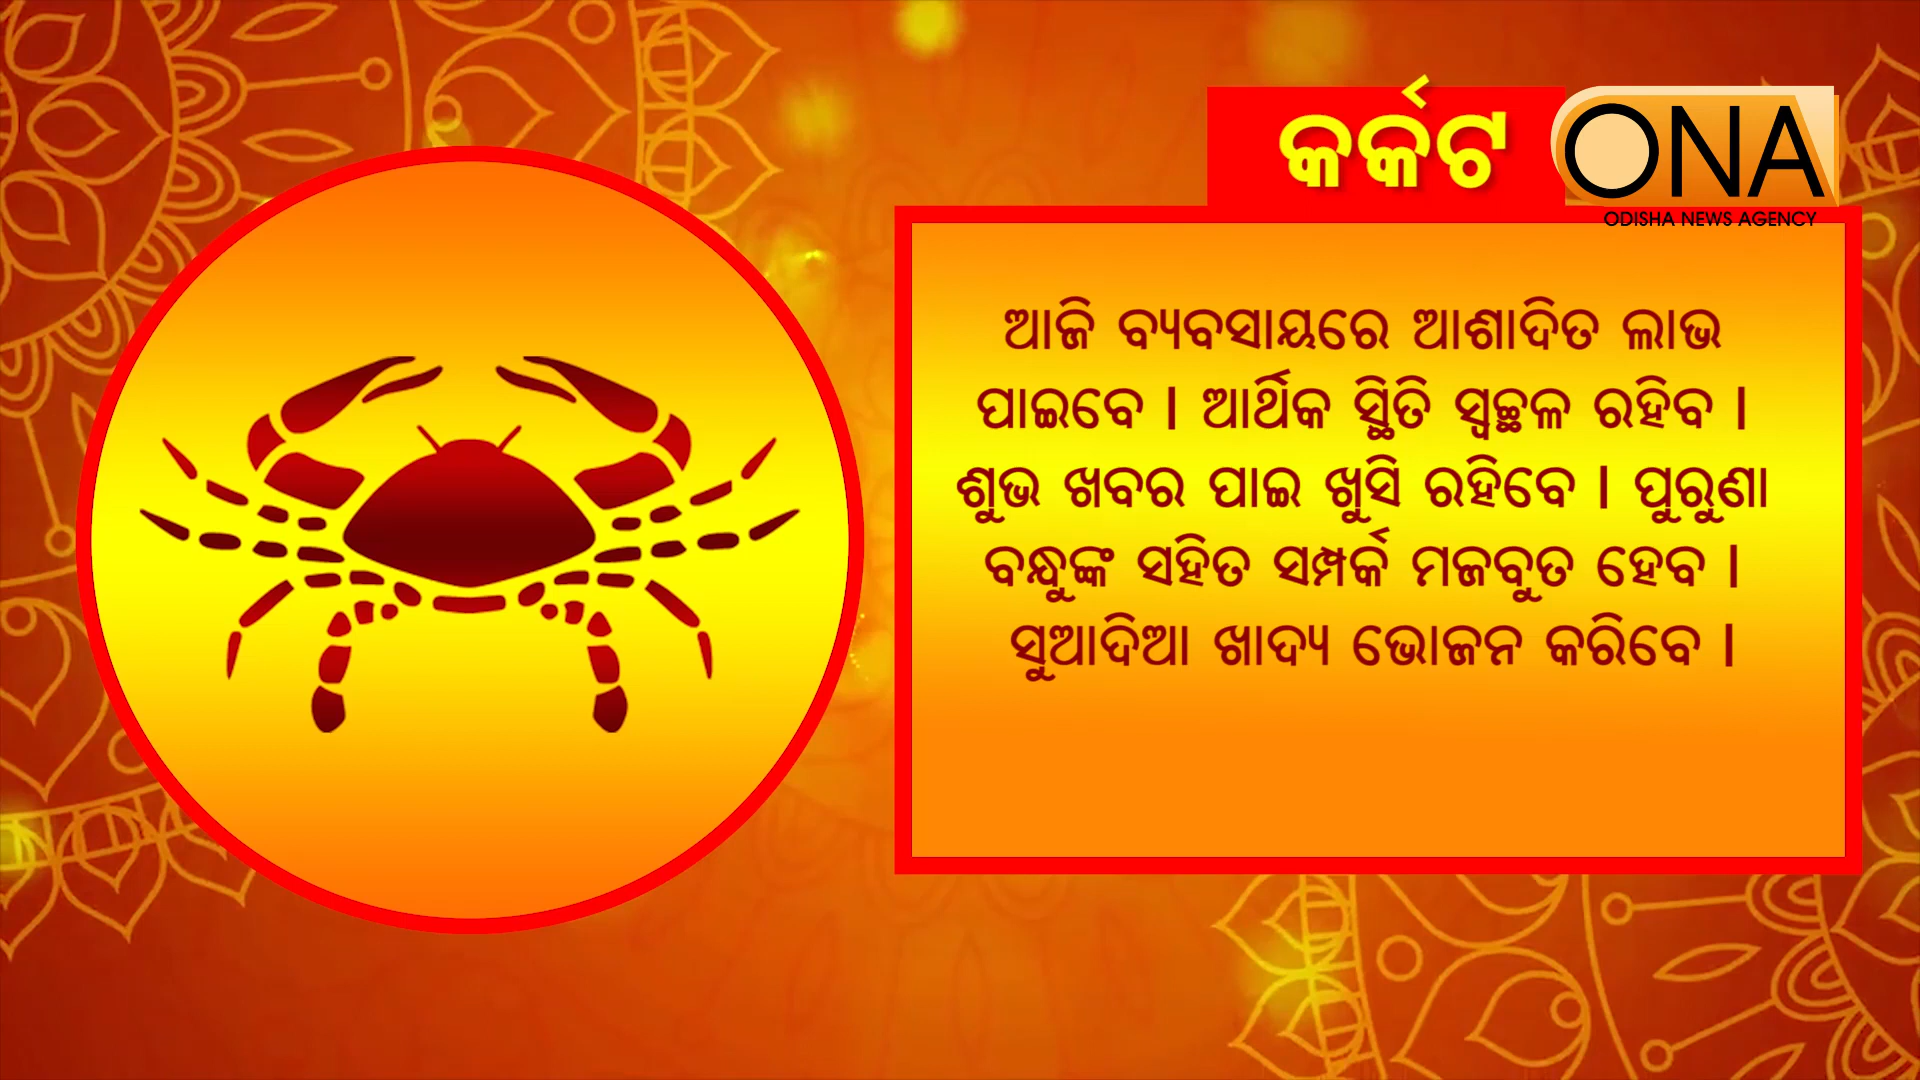 କର୍କଟ
ONA
ODISHA NEWS AGENCY
ଆଜି ବ୍ୟବସାୟରେ ଆଶାଦିତ ଲାଭ
ପାଇବେ । ଆର୍ଥିକ ସ୍ଥିତି ସ୍ୱଚ୍ଛଳ ରହିବ ।
ଶୁଭ ଖବର ପାଇ ଖୁସି ରହିବେ । ପୁରୁଣା
ବନ୍ଧୁଙ୍କ ସହିତ ସମ୍ପର୍କ ମଜବୁତ ହେବ ।
ସୁଆଦିଆ ଖାଦ୍ୟ ଭୋଜନ କରିବେ ।